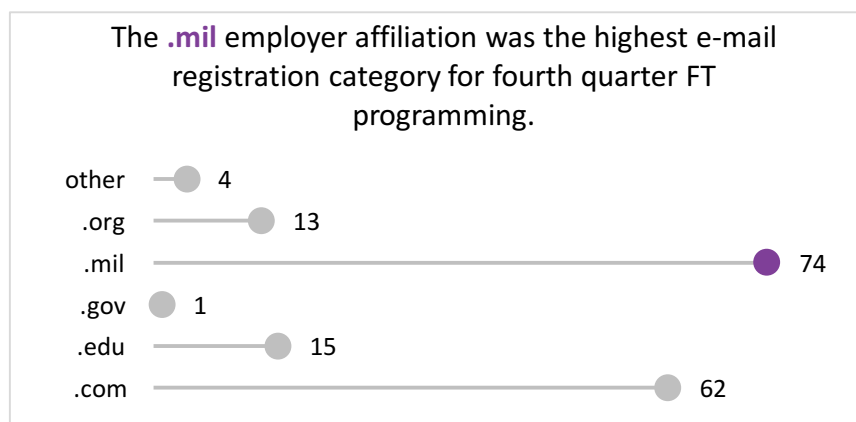 The .mil employer affiliation was the highest e-mail
registration category for fourth quarter FT
programming.
other 4
.org 13
.mil 74
.gov 1
.edu 15
.com 62